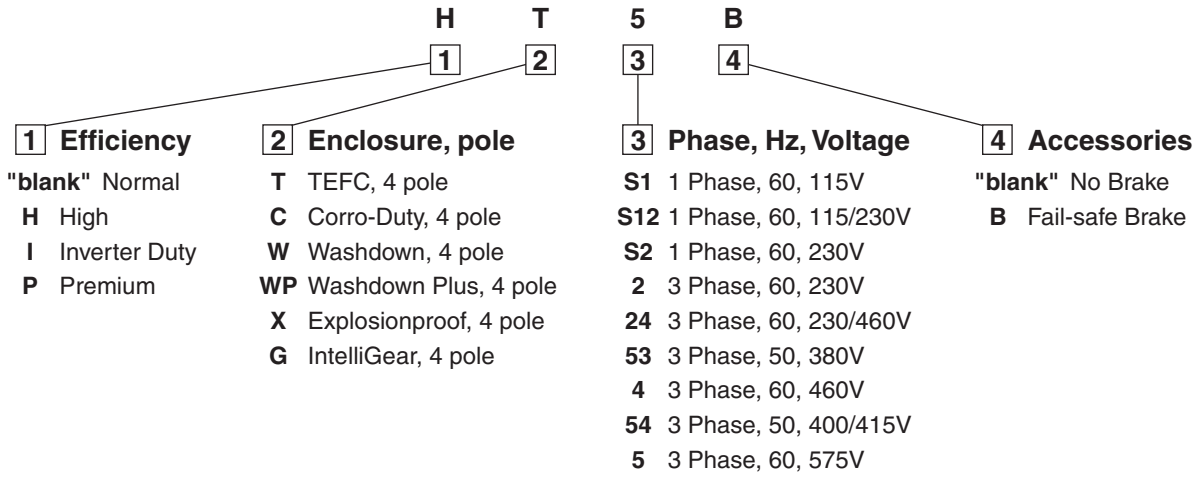 H T 5 B
1 2 3 4
1 Efficiency
"blank" Normal
H High
I Inverter Duty
P Premium
2 Enclosure, pole
T TEFC, 4 pole
C Corro-Duty, 4 pole
W Washdown, 4 pole
WP Washdown Plus, 4 pole
X Explosionproof, 4 pole
G IntelliGear, 4 pole
3 Phase, Hz, Voltage
S1 1 Phase, 60, 115V
S12 1 Phase, 60, 115/230V
S2 1 Phase, 60, 230V
2 3 Phase, 60, 230V
24 3 Phase, 60, 230/460V
53 3 Phase, 50, 380V
4 3 Phase, 60, 460V
54 3 Phase, 50, 400/415V
5 3 Phase, 60, 575V
4 Accessories
"blank" No Brake
B Fail-safe Brake